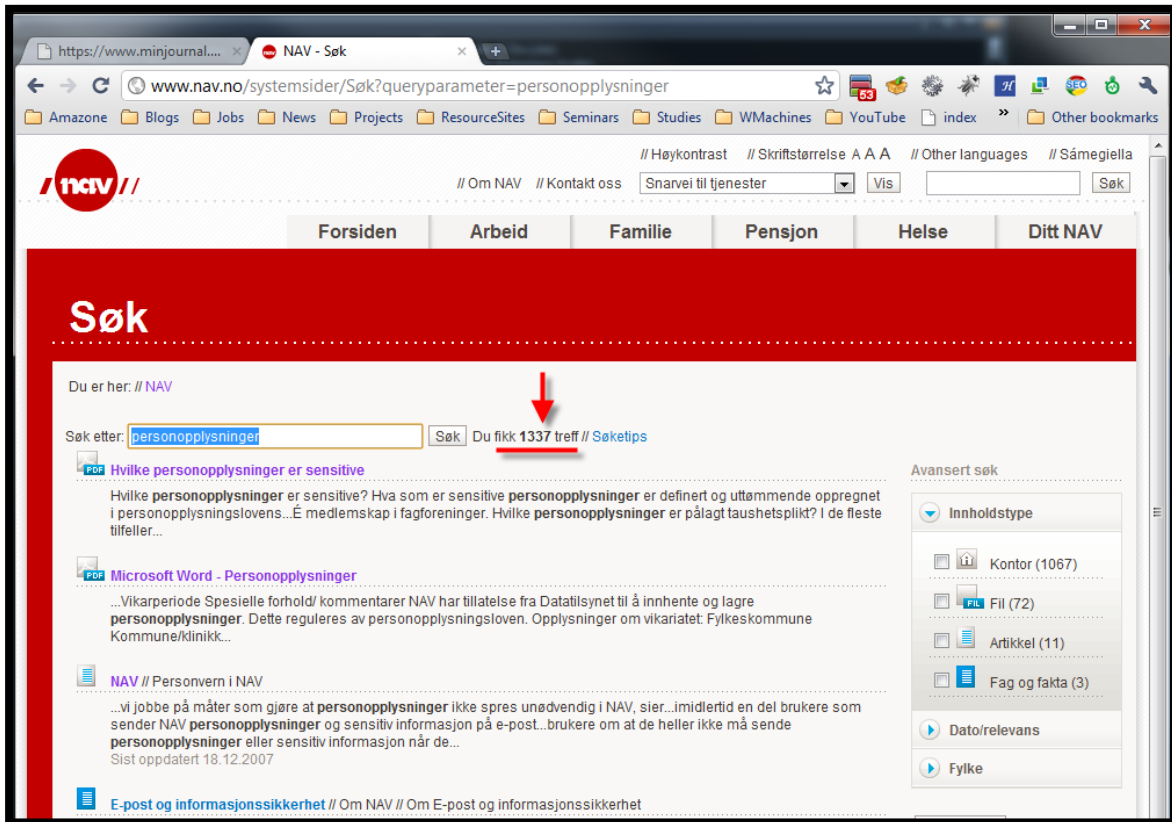 https://www.minjournal....
NAV - Søk
www.nav.no/systemsider/Søk?queryparameter=personopplysninger
53
Amazone Blogs Jobs News Projects ResourceSites Seminars Studies WMachines YouTube index » Other bookmarks
// Høykontrast // Skriftstørrelse A A A // Other languages // Sámegiella
/ nav //
// Om NAV // Kontakt oss Snarvei til tjenester Vis Søk
Forsiden Arbeid Familie Pensjon Helse Ditt NAV
Søk
Du er her: // NAV
Søk etter: personopplysninger Søk Du fikk 1337 treff // Søketips
PDF Hvilke personopplysninger er sensitive
Hvilke personopplysninger er sensitive? Hva som er sensitive personopplysninger er definert og uttømmende oppregnet
i personopplysningslovens...É medlemskap i fagforeninger. Hvilke personopplysninger er pålagt taushetsplikt? I de fleste
tilfeller...
PDF Microsoft Word - Personopplysninger
...Vikarperiode Spesielle forhold/ kommentarer NAV har tillatelse fra Datatilsynet til å innhente og lagre
personopplysninger. Dette reguleres av personopplysningsloven. Opplysninger om vikariatet: Fylkeskommune
Kommune/klinikk...
NAV // Personvern i NAV
...vi jobbe på måter som gjøre at personopplysninger ikke spres unødvendig i NAV, sier...imidlertid en del brukere som
sender NAV personopplysninger og sensitiv informasjon på e-post...brukere om at de heller ikke må sende
personopplysninger eller sensitiv informasjon når de...
Sist oppdatert 18.12.2007
E-post og informasjonssikkerhet // Om NAV // Om E-post og informasjonssikkerhet
Avansert søk
Innholdstype
Kontor (1067)
FIL Fil (72)
Artikkel (11)
Fag og fakta (3)
Dato/relevans
Fylke